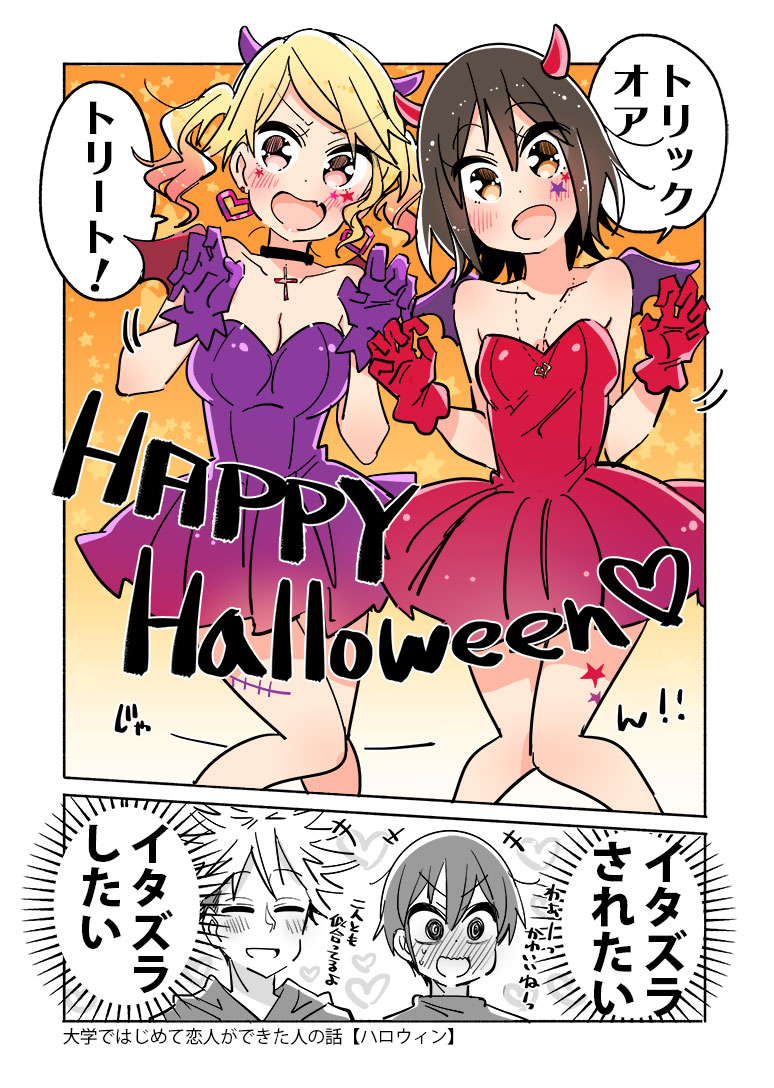 トリック
オア
トリート！
HAPPY
Halloween♡
じゃ
ん!!
イタズラ
されたい
わぁーっ
かわいいねーっ
二人とも
似合ってるよ
イタズラ
したい
大学ではじめて恋人ができた人の話【ハロウィン】